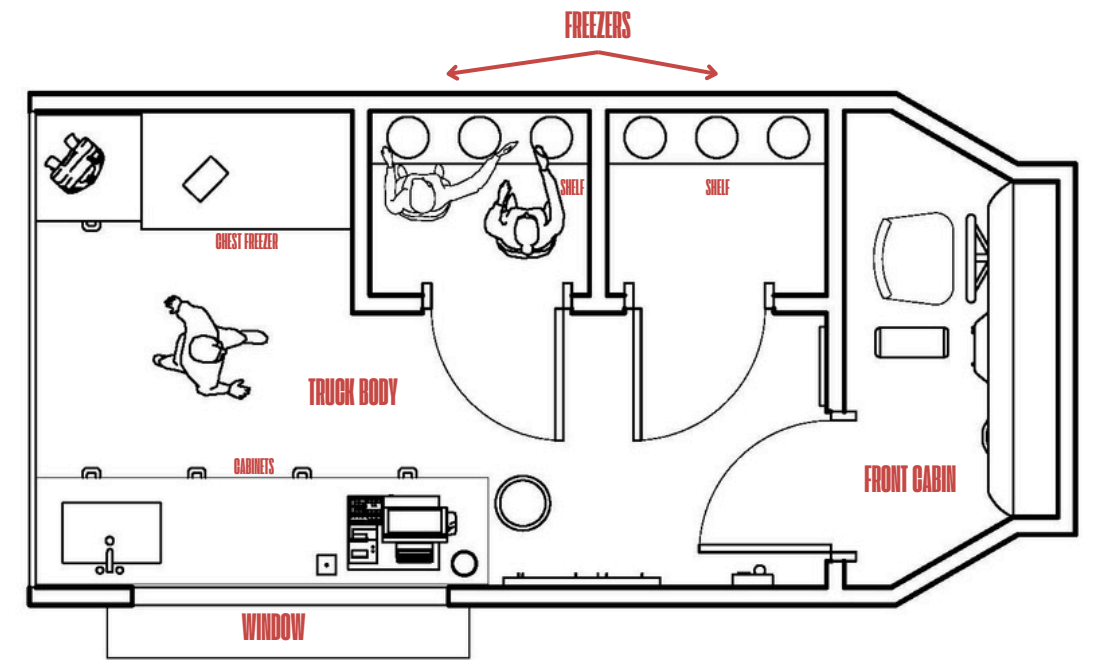 FREEZERS
SHELF
SHELF
CHEST FREEZER
TRUCK BODY
CABINETS
FRONT CABIN
WINDOW